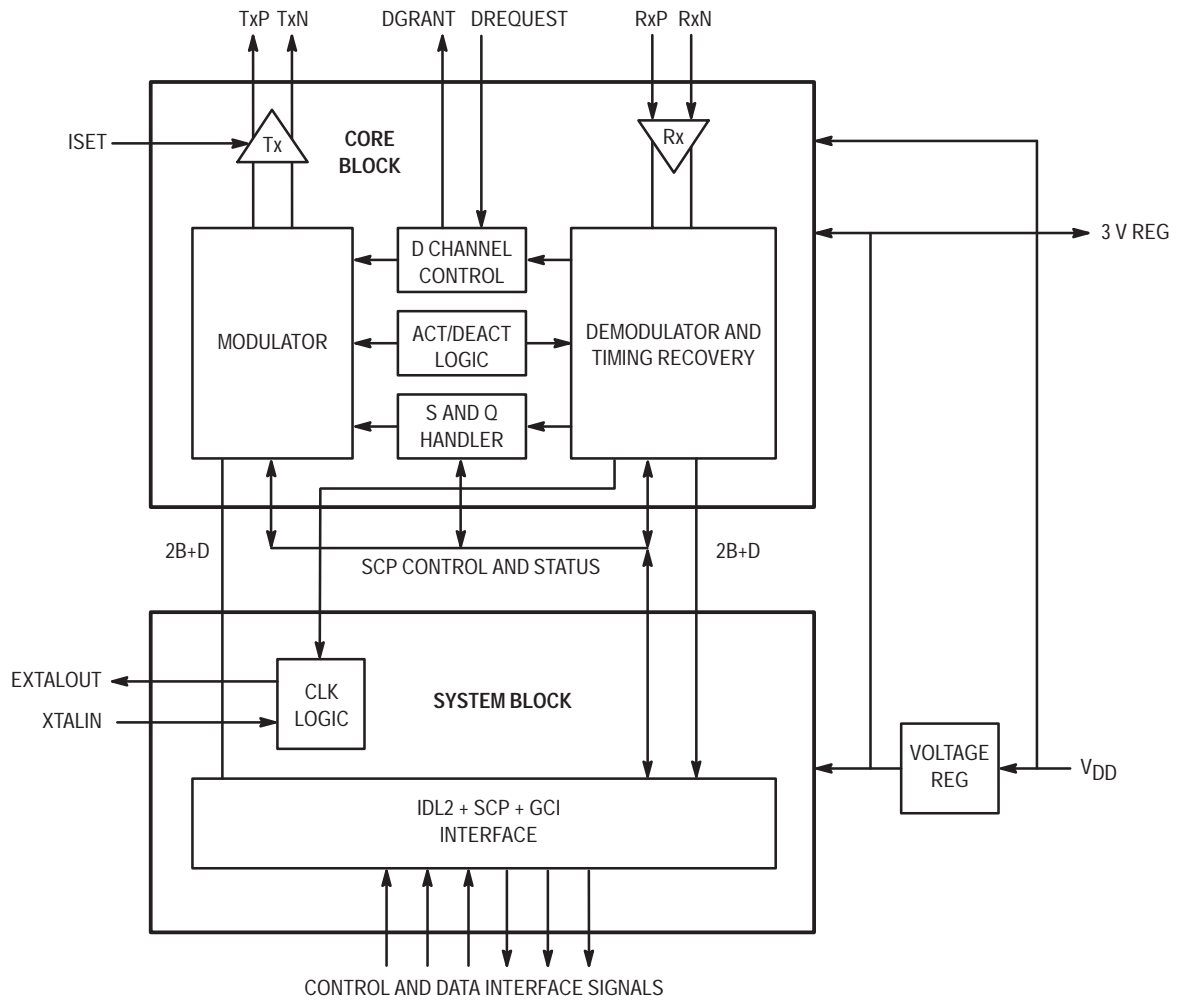 TxP TxN
DGRANT DREQUEST
RxP RxN
ISET
Tx
CORE
BLOCK
Rx
3 V REG
D CHANNEL
CONTROL
MODULATOR
ACT/DEACT
LOGIC
DEMODULATOR AND
TIMING RECOVERY
S AND Q
HANDLER
2B+D
SCP CONTROL AND STATUS
2B+D
EXTALOUT
XTALIN
CLK
LOGIC
SYSTEM BLOCK
VOLTAGE
REG
VDD
IDL2 + SCP + GCI
INTERFACE
CONTROL AND DATA INTERFACE SIGNALS